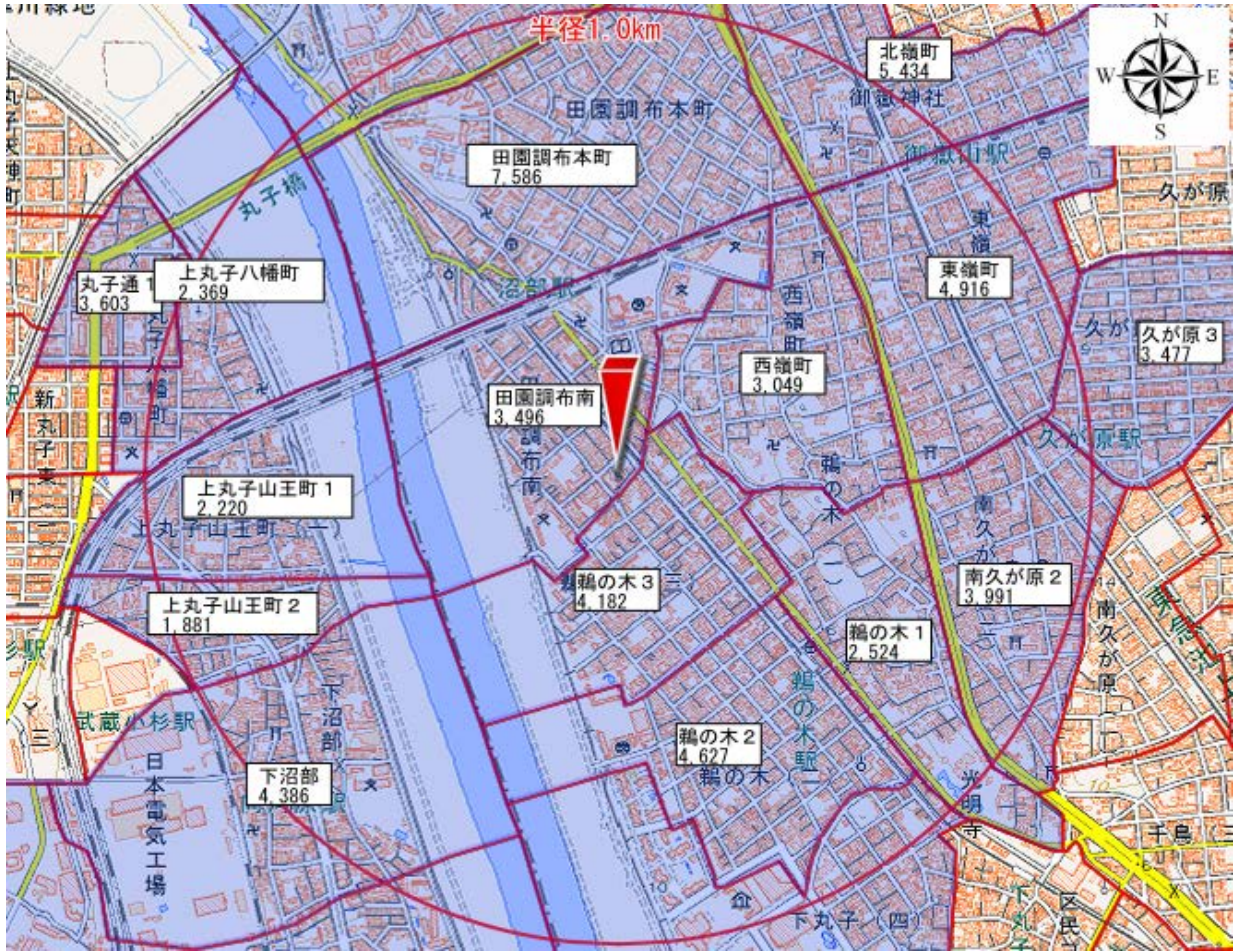 半径1.0km
N
W
E
S
北嶺町
5,434
御嶽神社
田園調布本町
田園調布本町
7,586
御嶽山駅
久が原
丸子橋
丸子通1
3,603
上丸子八幡町
2,369
沼部駅
東嶺町
4,916
西嶺町
西嶺町
3,049
久が原3
3,477
田園調布南
3,496
新丸子東
久が原駅
上丸子山王町1
2,220
上丸子山王町(一)
鵜の木(一)
南久が原2
3,991
鵜の木3
4,182
上丸子山王町2
1,881
鵜の木1
2,524
南久が原(一)
武蔵小杉駅
下沼部
鵜の木駅
鵜の木2
4,627
下沼部
4,386
日本電気工場
光明寺
千鳥(三
下丸子(四)
区民
10